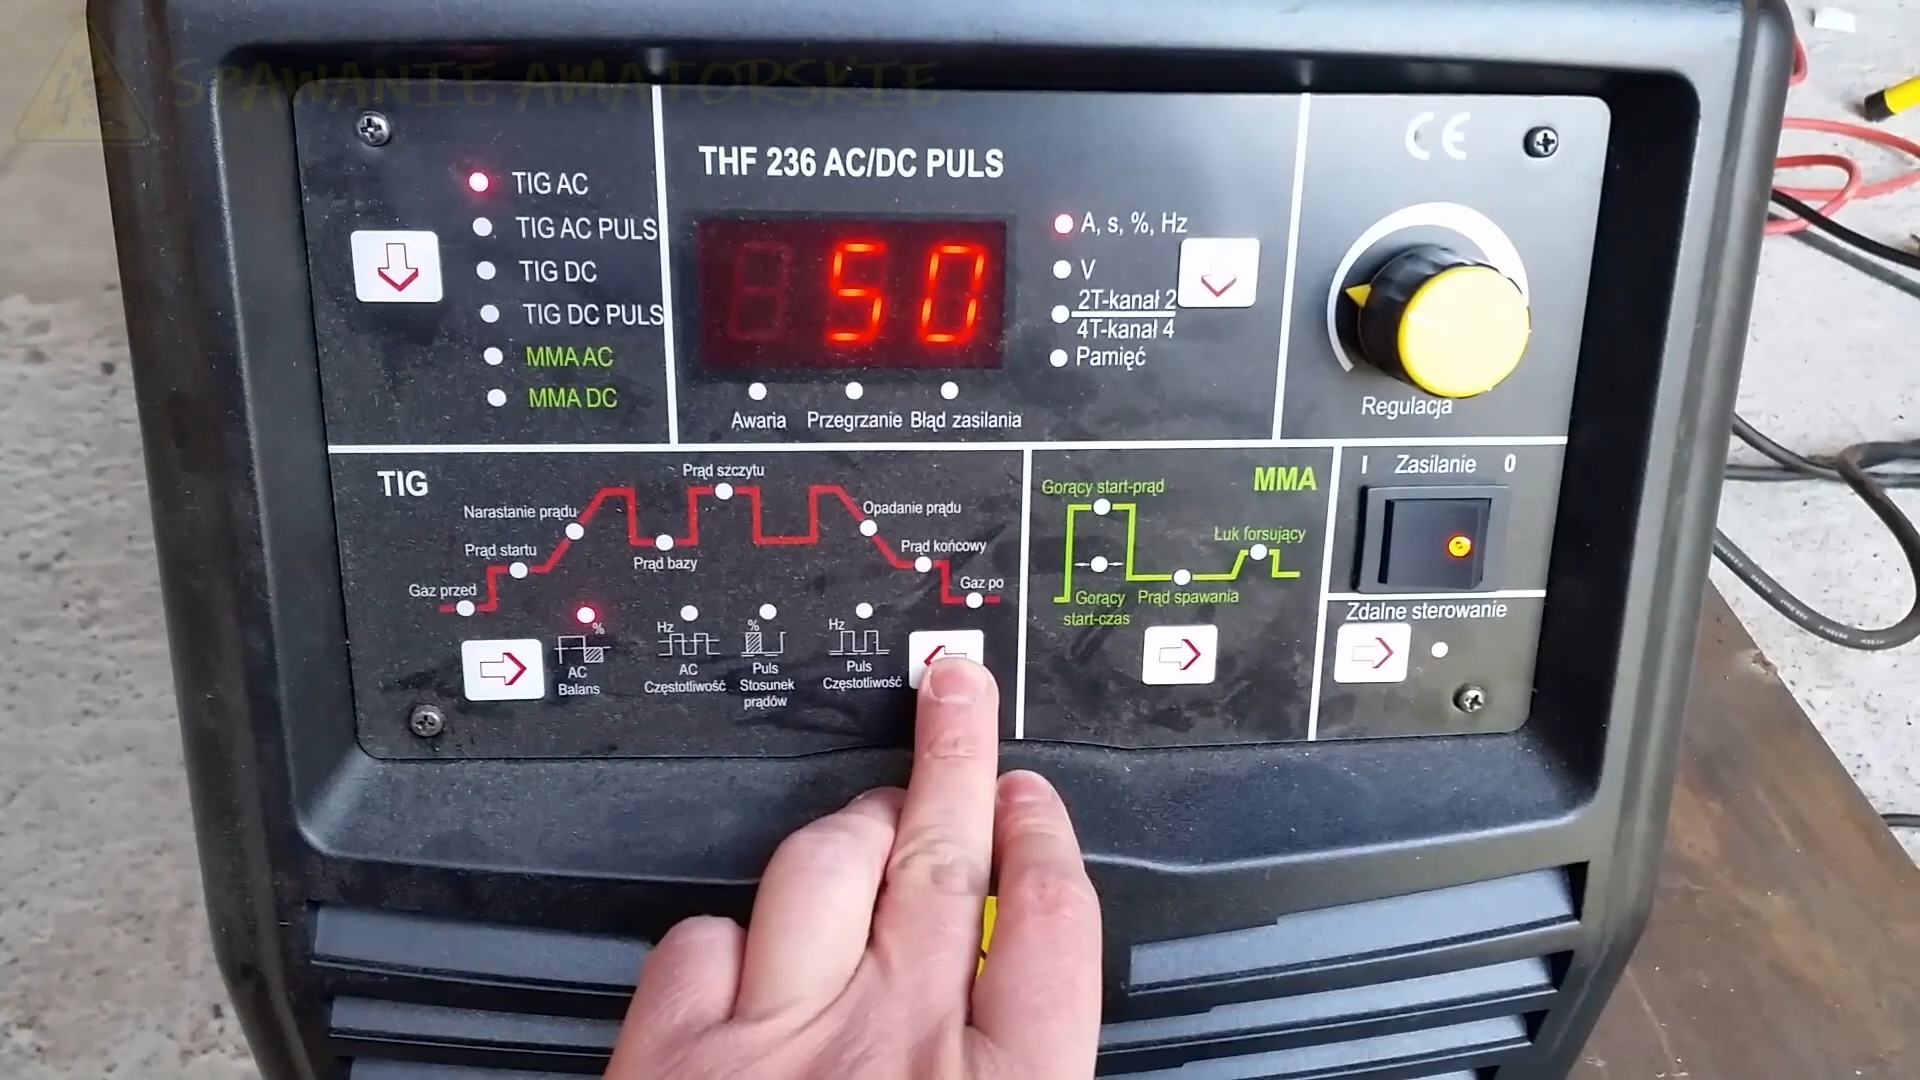 SPAWANIE AMATORSKIE
THF 236 AC/DC PULS
CE
TIG AC
TIG AC PULS
TIG DC
TIG DC PULS
MMA AC
MMA DC
50
A, s, %, Hz
V
2T-kanał 2
4T-kanał 4
Pamięć
Awaria
Przegrzanie
Błąd zasilania
Regulacja
TIG
Gaz przed
Prąd startu
Narastanie prądu
Prąd bazy
Prąd szczytu
Opadanie prądu
Prąd końcowy
Gaz po
%
AC
Balans
Hz
AC
Częstotliwość
%
Puls
Stosunek
prądów
Hz
Puls
Częstotliwość
MMA
Gorący start-prąd
Gorący
start-czas
Prąd spawania
Łuk forsujący
I Zasilanie 0
Zdalne sterowanie